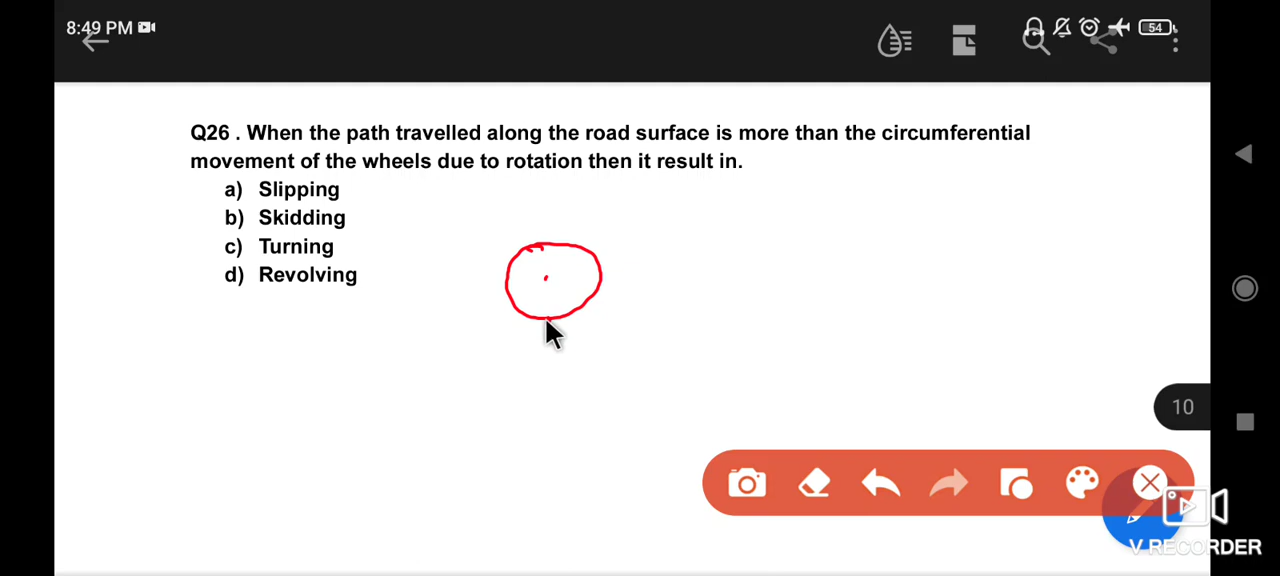 8:49 PM
54
Q26 . When the path travelled along the road surface is more than the circumferential
movement of the wheels due to rotation then it result in.
a) Slipping
b) Skidding
c) Turning
d) Revolving
10
V RECORDER